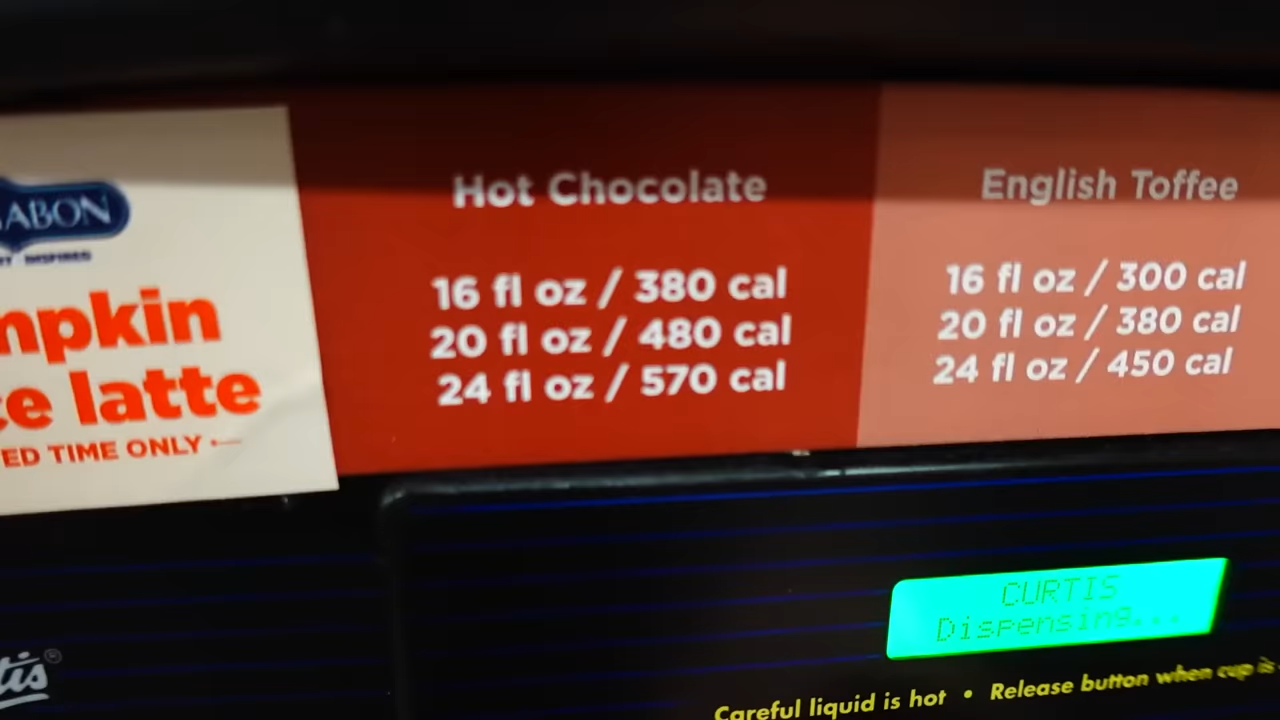 ABON
INSPIRED
mpkin
e latte
ED TIME ONLY
Hot Chocolate
16 fl oz / 380 cal
20 fl oz / 480 cal
24 fl oz / 570 cal
English Toffee
16 fl oz / 300 cal
20 fl oz / 380 cal
24 fl oz / 450 cal
CURTIS
Dispensing...
tis®
Careful liquid is hot • Release button when cup is